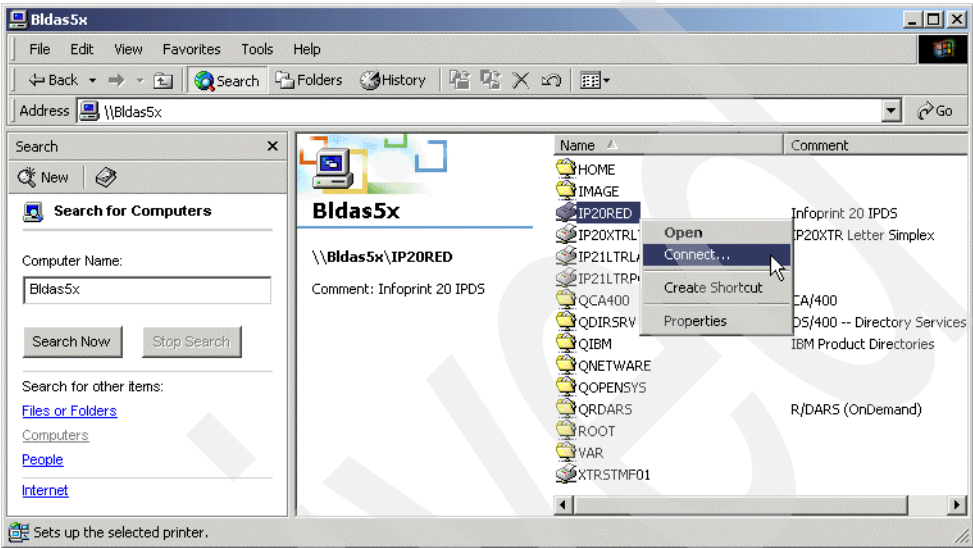 Bldas5x
File Edit View Favorites Tools Help
Back Search Folders History
Address \\Bldas5x Go
Search
New
Search for Computers
Computer Name:
Bldas5x
Search Now Stop Search
Search for other items:
Files or Folders
Computers
People
Internet
Bldas5x
\\Bldas5x\IP20RED
Comment: Infoprint 20 IPDS
Name Comment
HOME
IMAGE
IP20RED Infoprint 20 IPDS
IP20XTRL IP20XTR Letter Simplex
IP21LTRL
IP21LTRP
QCA400 CA/400
QDIRSRV OS/400 -- Directory Services
QIBM IBM Product Directories
QNETWARE
QOPENSYS
QRDARS R/DARS (OnDemand)
ROOT
VAR
XTRSTMF01
Open
Connect...
Create Shortcut
Properties
Sets up the selected printer.